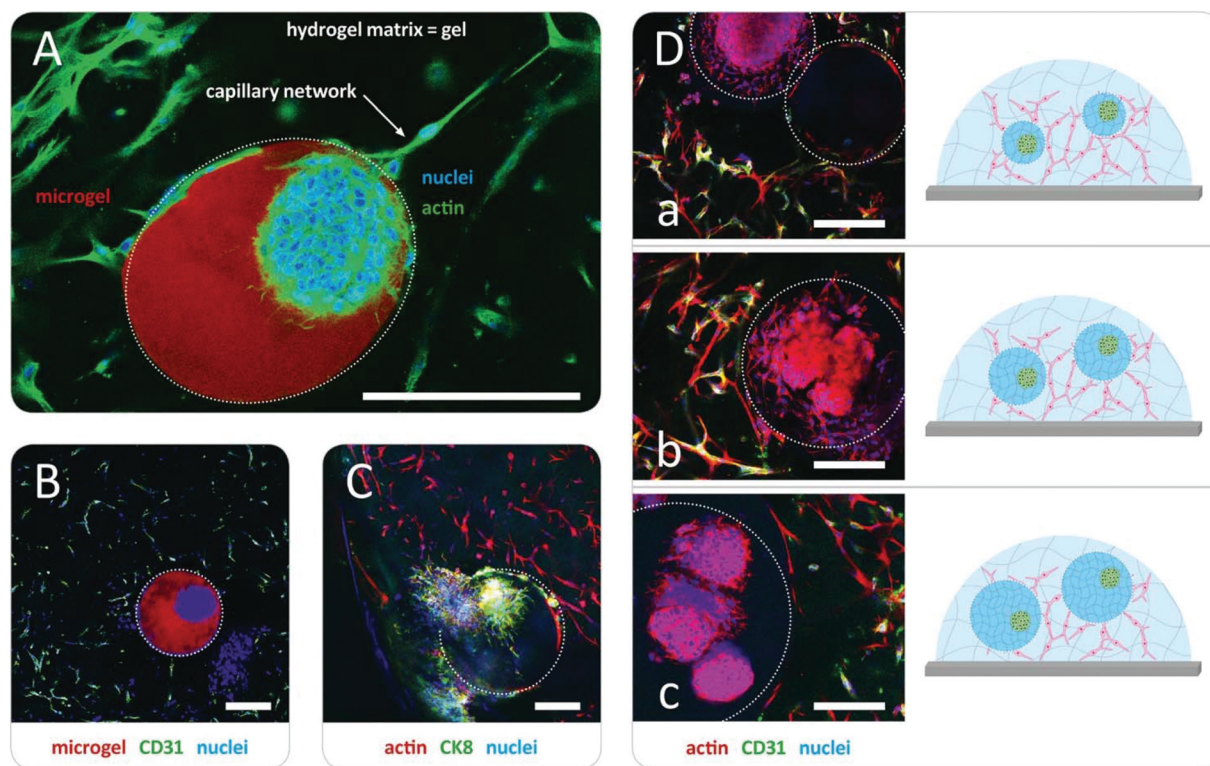 A
hydrogel matrix = gel
capillary network
microgel
nuclei
actin
B
microgel CD31 nuclei
C
actin CK8 nuclei
D
a
b
c
actin CD31 nuclei